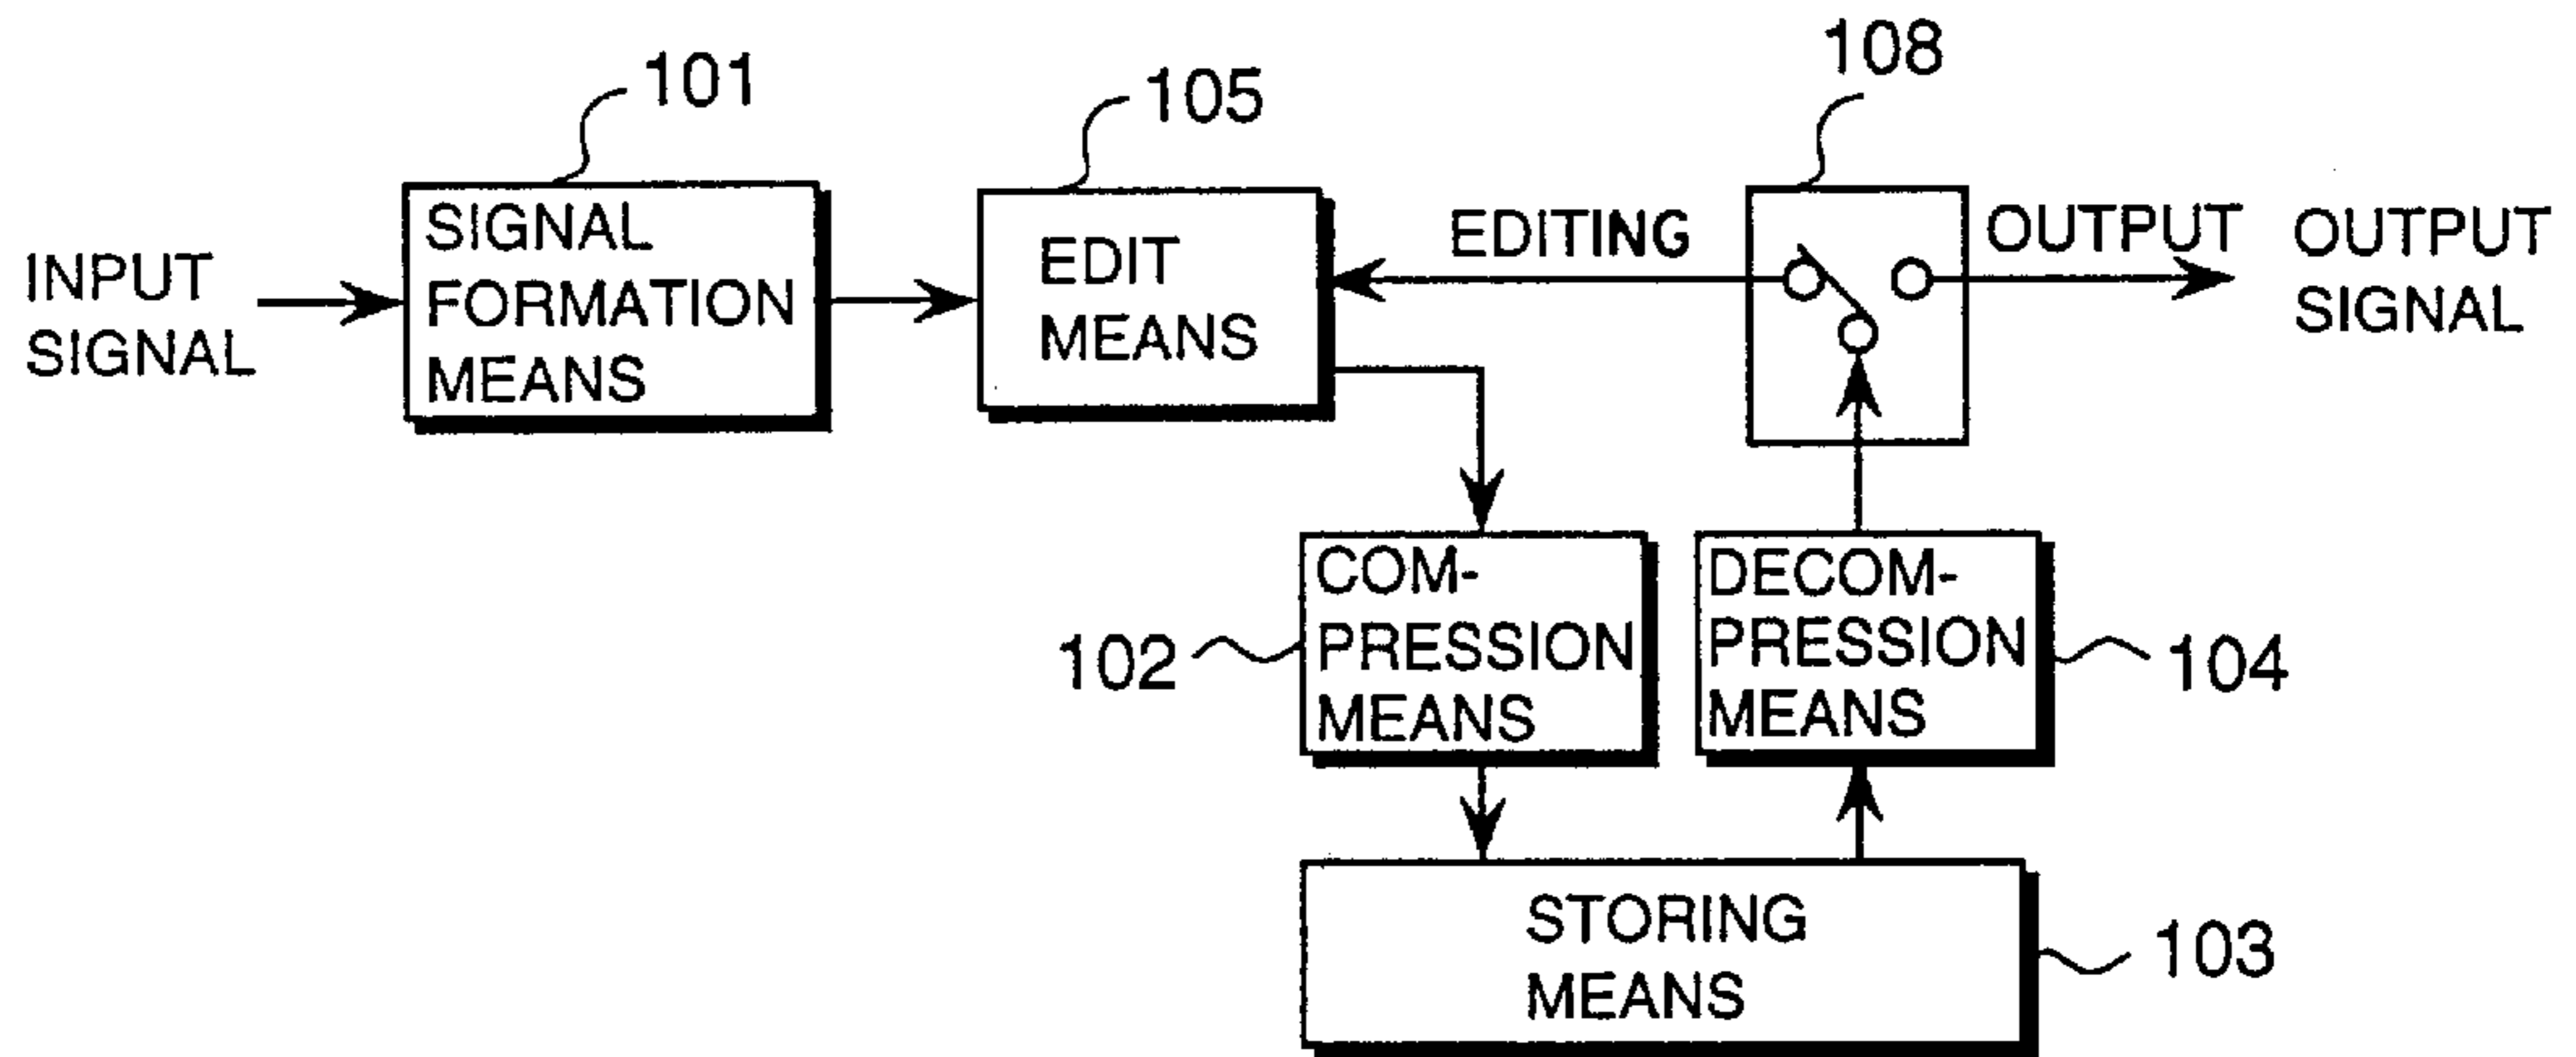 101
105
108
INPUT
SIGNAL
SIGNAL
FORMATION
MEANS
EDIT
MEANS
EDITING
OUTPUT
OUTPUT
SIGNAL
102
COM-
PRESSION
MEANS
DECOM-
PRESSION
MEANS
104
STORING
MEANS
103